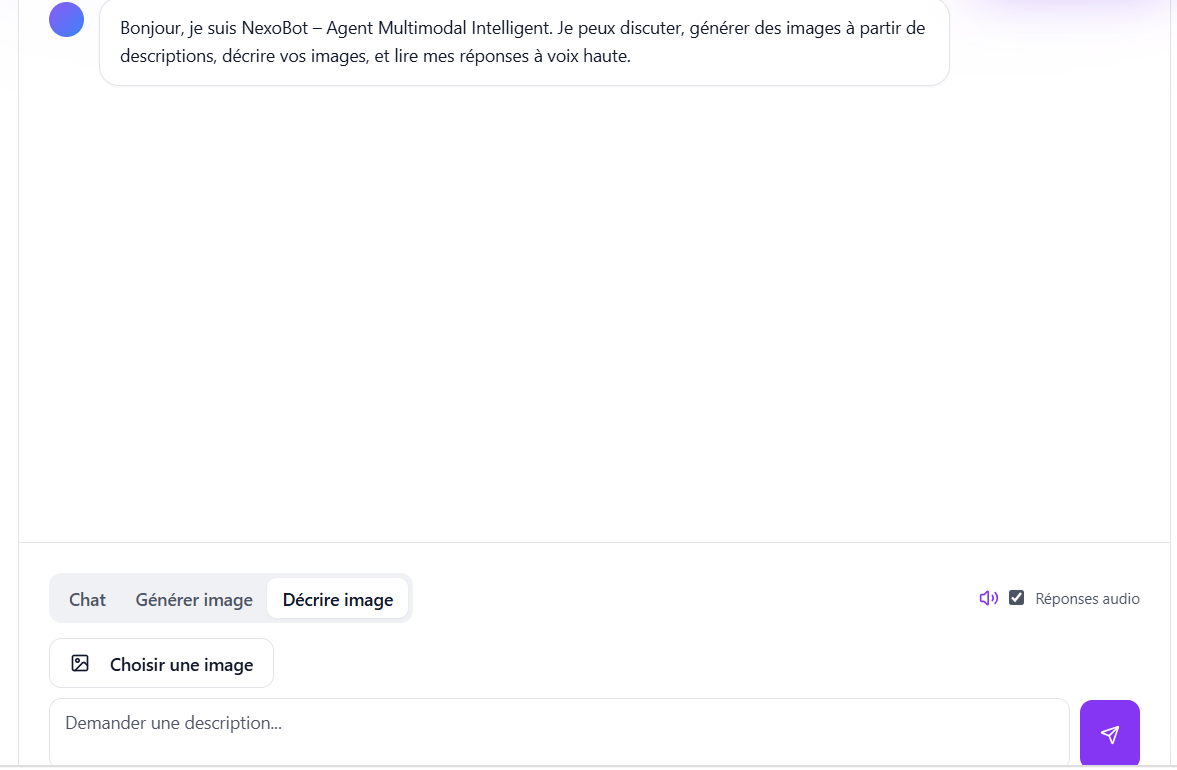 Bonjour, je suis NexoBot – Agent Multimodal Intelligent. Je peux discuter, générer des images à partir de
descriptions, décrire vos images, et lire mes réponses à voix haute.
Chat Générer image Décrire image
Réponses audio
Choisir une image
Demander une description...